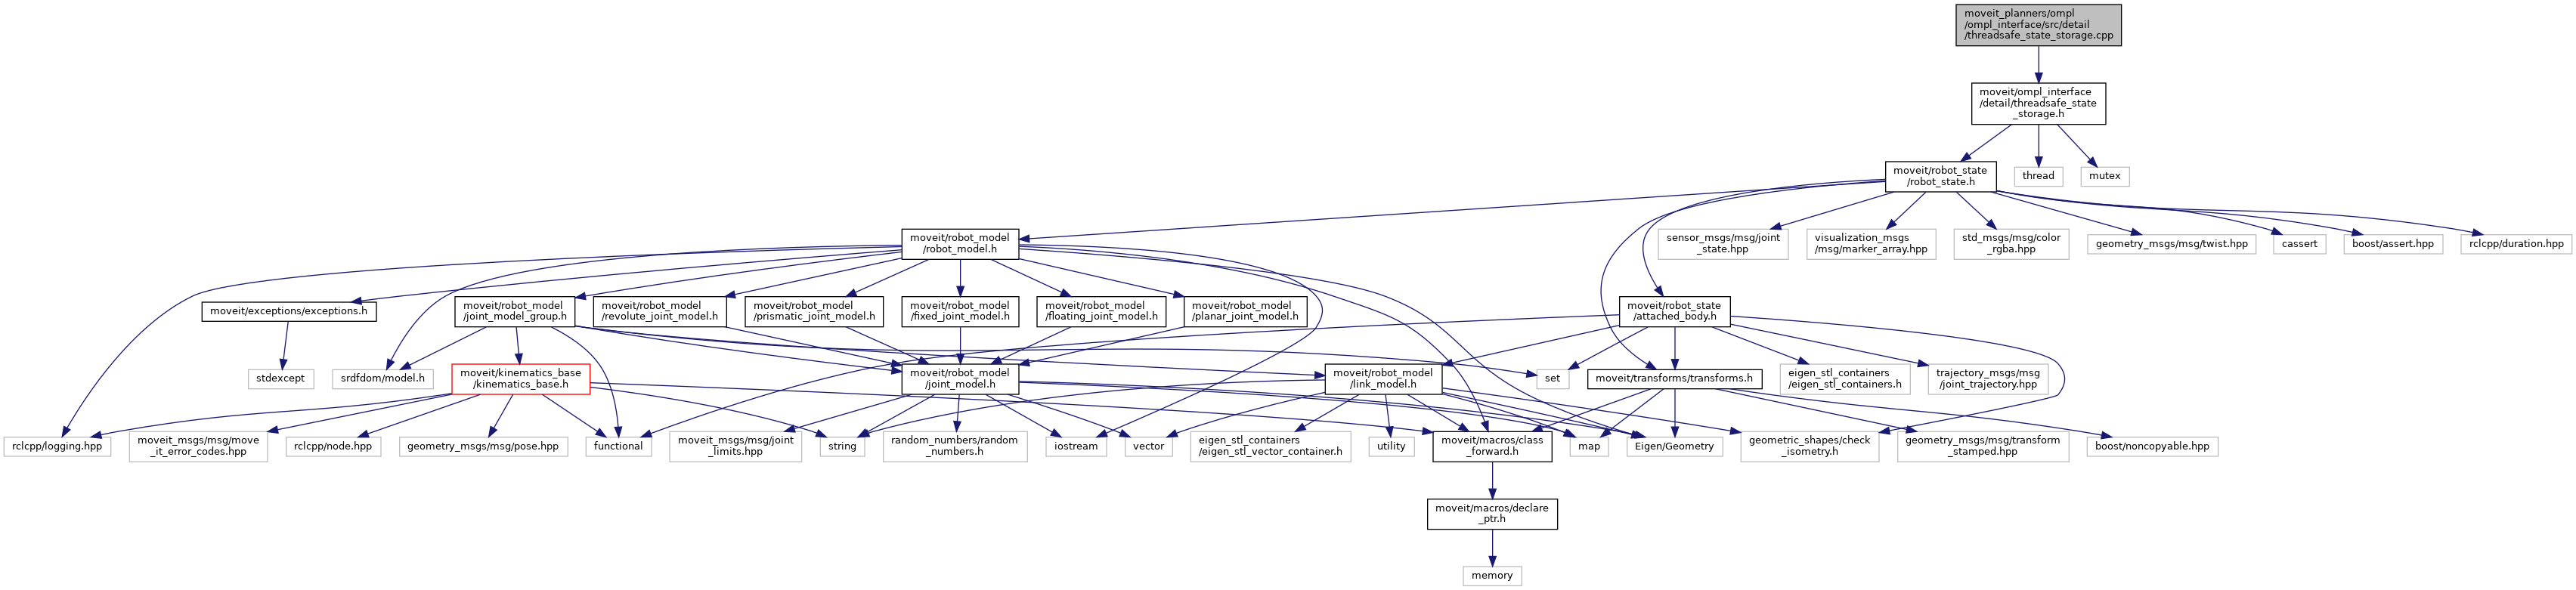 moveit_planners/ompl
/ompl_interface/src/detail
/threadsafe_state_storage.cpp
moveit/ompl_interface
/detail/threadsafe_state
_storage.h
moveit/robot_state
/robot_state.h
thread
mutex
moveit/robot_model
/robot_model.h
sensor_msgs/msg/joint
_state.hpp
visualization_msgs
/msg/marker_array.hpp
std_msgs/msg/color
_rgba.hpp
geometry_msgs/msg/twist.hpp
cassert
boost/assert.hpp
rclcpp/duration.hpp
moveit/exceptions/exceptions.h
moveit/robot_model
/joint_model_group.h
moveit/robot_model
/revolute_joint_model.h
moveit/robot_model
/prismatic_joint_model.h
moveit/robot_model
/fixed_joint_model.h
moveit/robot_model
/floating_joint_model.h
moveit/robot_model
/planar_joint_model.h
moveit/robot_state
/attached_body.h
stdexcept
srdfdom/model.h
moveit/kinematics_base
/kinematics_base.h
moveit/robot_model
/joint_model.h
moveit/robot_model
/link_model.h
set
moveit/transforms/transforms.h
eigen_stl_containers
/eigen_stl_containers.h
trajectory_msgs/msg
/joint_trajectory.hpp
rclcpp/logging.hpp
moveit_msgs/msg/move
_it_error_codes.hpp
rclcpp/node.hpp
geometry_msgs/msg/pose.hpp
functional
moveit_msgs/msg/joint
_limits.hpp
string
random_numbers/random
_numbers.h
iostream
vector
eigen_stl_containers
/eigen_stl_vector_container.h
utility
moveit/macros/class
_forward.h
map
Eigen/Geometry
geometric_shapes/check
_isometry.h
geometry_msgs/msg/transform
_stamped.hpp
boost/noncopyable.hpp
moveit/macros/declare
_ptr.h
memory